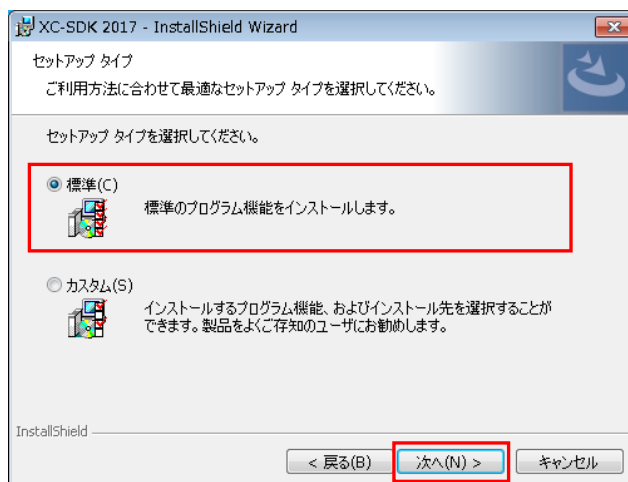 XC-SDK 2017 - InstallShield Wizard
セットアップ タイプ
ご利用方法に合わせて最適なセットアップ タイプを選択してください。
セットアップ タイプを選択してください。
標準(C)
標準のプログラム機能をインストールします。
カスタム(S)
インストールするプログラム機能、およびインストール先を選択することが
できます。製品をよくご存知のユーザにお勧めします。
InstallShield
< 戻る(B) 次へ(N) > キャンセル